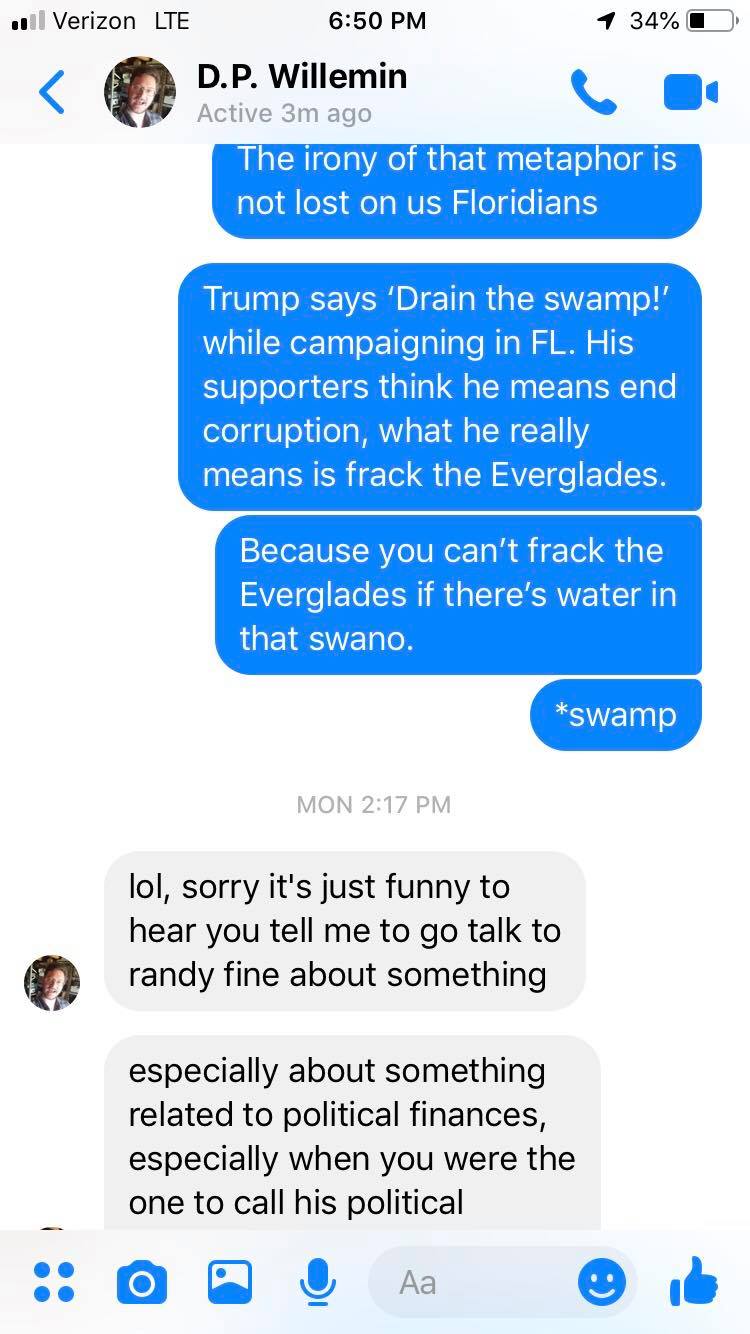 Verizon LTE 6:50 PM 34%
D.P. Willemin
Active 3m ago
The irony of that metaphor is
not lost on us Floridians
Trump says ‘Drain the swamp!’
while campaigning in FL. His
supporters think he means end
corruption, what he really
means is frack the Everglades.
Because you can’t frack the
Everglades if there’s water in
that swano.
*swamp
MON 2:17 PM
lol, sorry it's just funny to
hear you tell me to go talk to
randy fine about something
especially about something
related to political finances,
especially when you were the
one to call his political
Aa